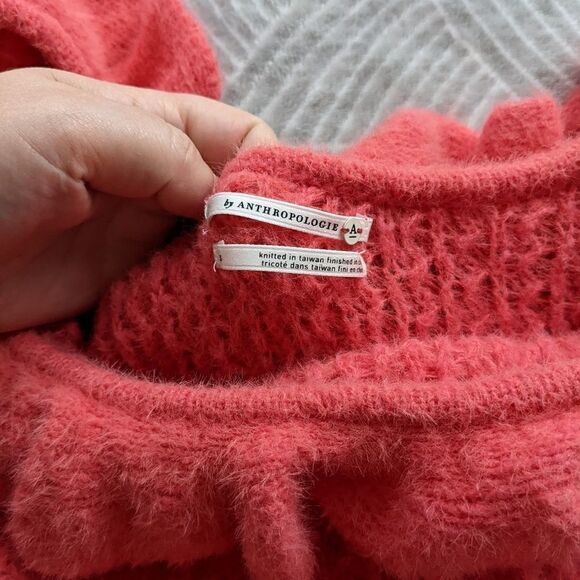 by ANTHROPOLOGIE
A
S
knitted in taiwan finished in
tricoté dans taiwan fini en